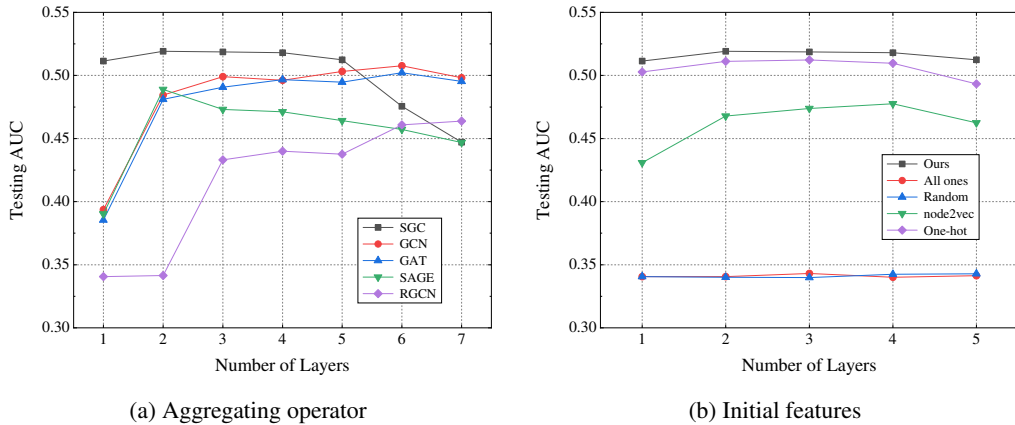 0.55
0.50
0.45
0.40
0.35
0.30
Testing AUC
1 2 3 4 5 6 7
Number of Layers
SGC
GCN
GAT
SAGE
RGCN
(a) Aggregating operator
0.55
0.50
0.45
0.40
0.35
0.30
Testing AUC
1 2 3 4 5
Number of Layers
Ours
All ones
Random
node2vec
One-hot
(b) Initial features